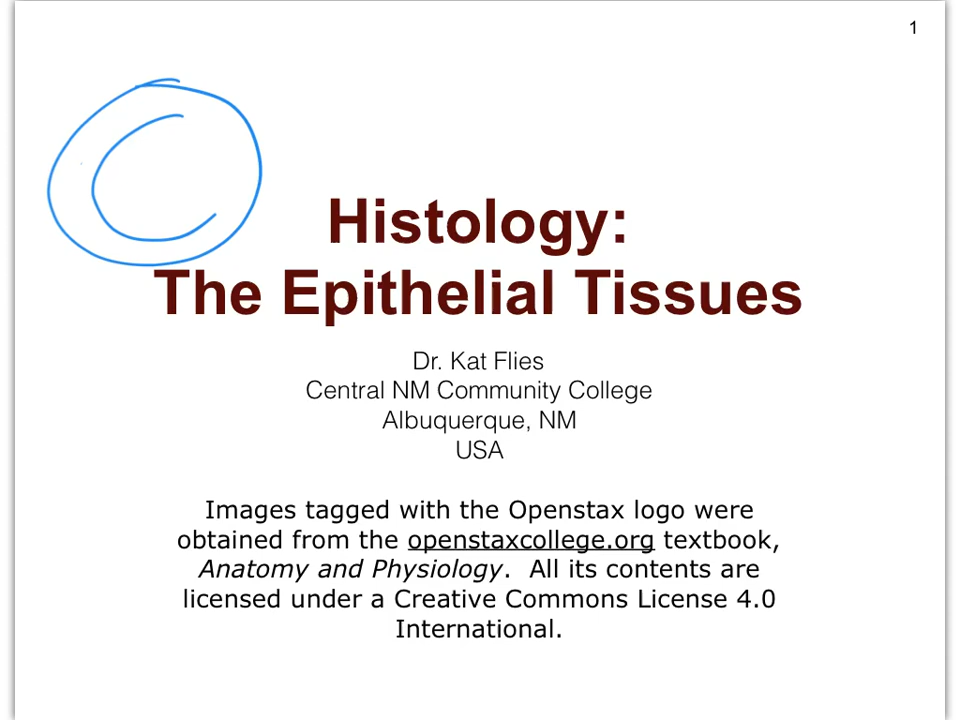 1
C
Histology:
The Epithelial Tissues
Dr. Kat Flies
Central NM Community College
Albuquerque, NM
USA
Images tagged with the Openstax logo were
obtained from the openstaxcollege.org textbook,
Anatomy and Physiology. All its contents are
licensed under a Creative Commons License 4.0
International.